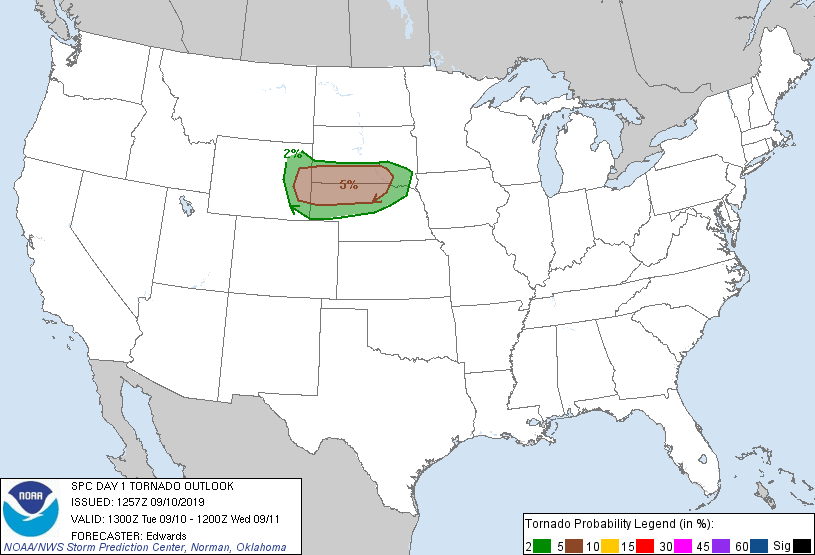 2%
5%
NOAA
SPC DAY 1 TORNADO OUTLOOK
ISSUED: 1257Z 09/10/2019
VALID: 1300Z Tue 09/10 - 1200Z Wed 09/11
FORECASTER: Edwards
NOAA/NWS Storm Prediction Center, Norman, Oklahoma
Tornado Probability Legend (in %):
2 5 10 15 30 45 60 Sig